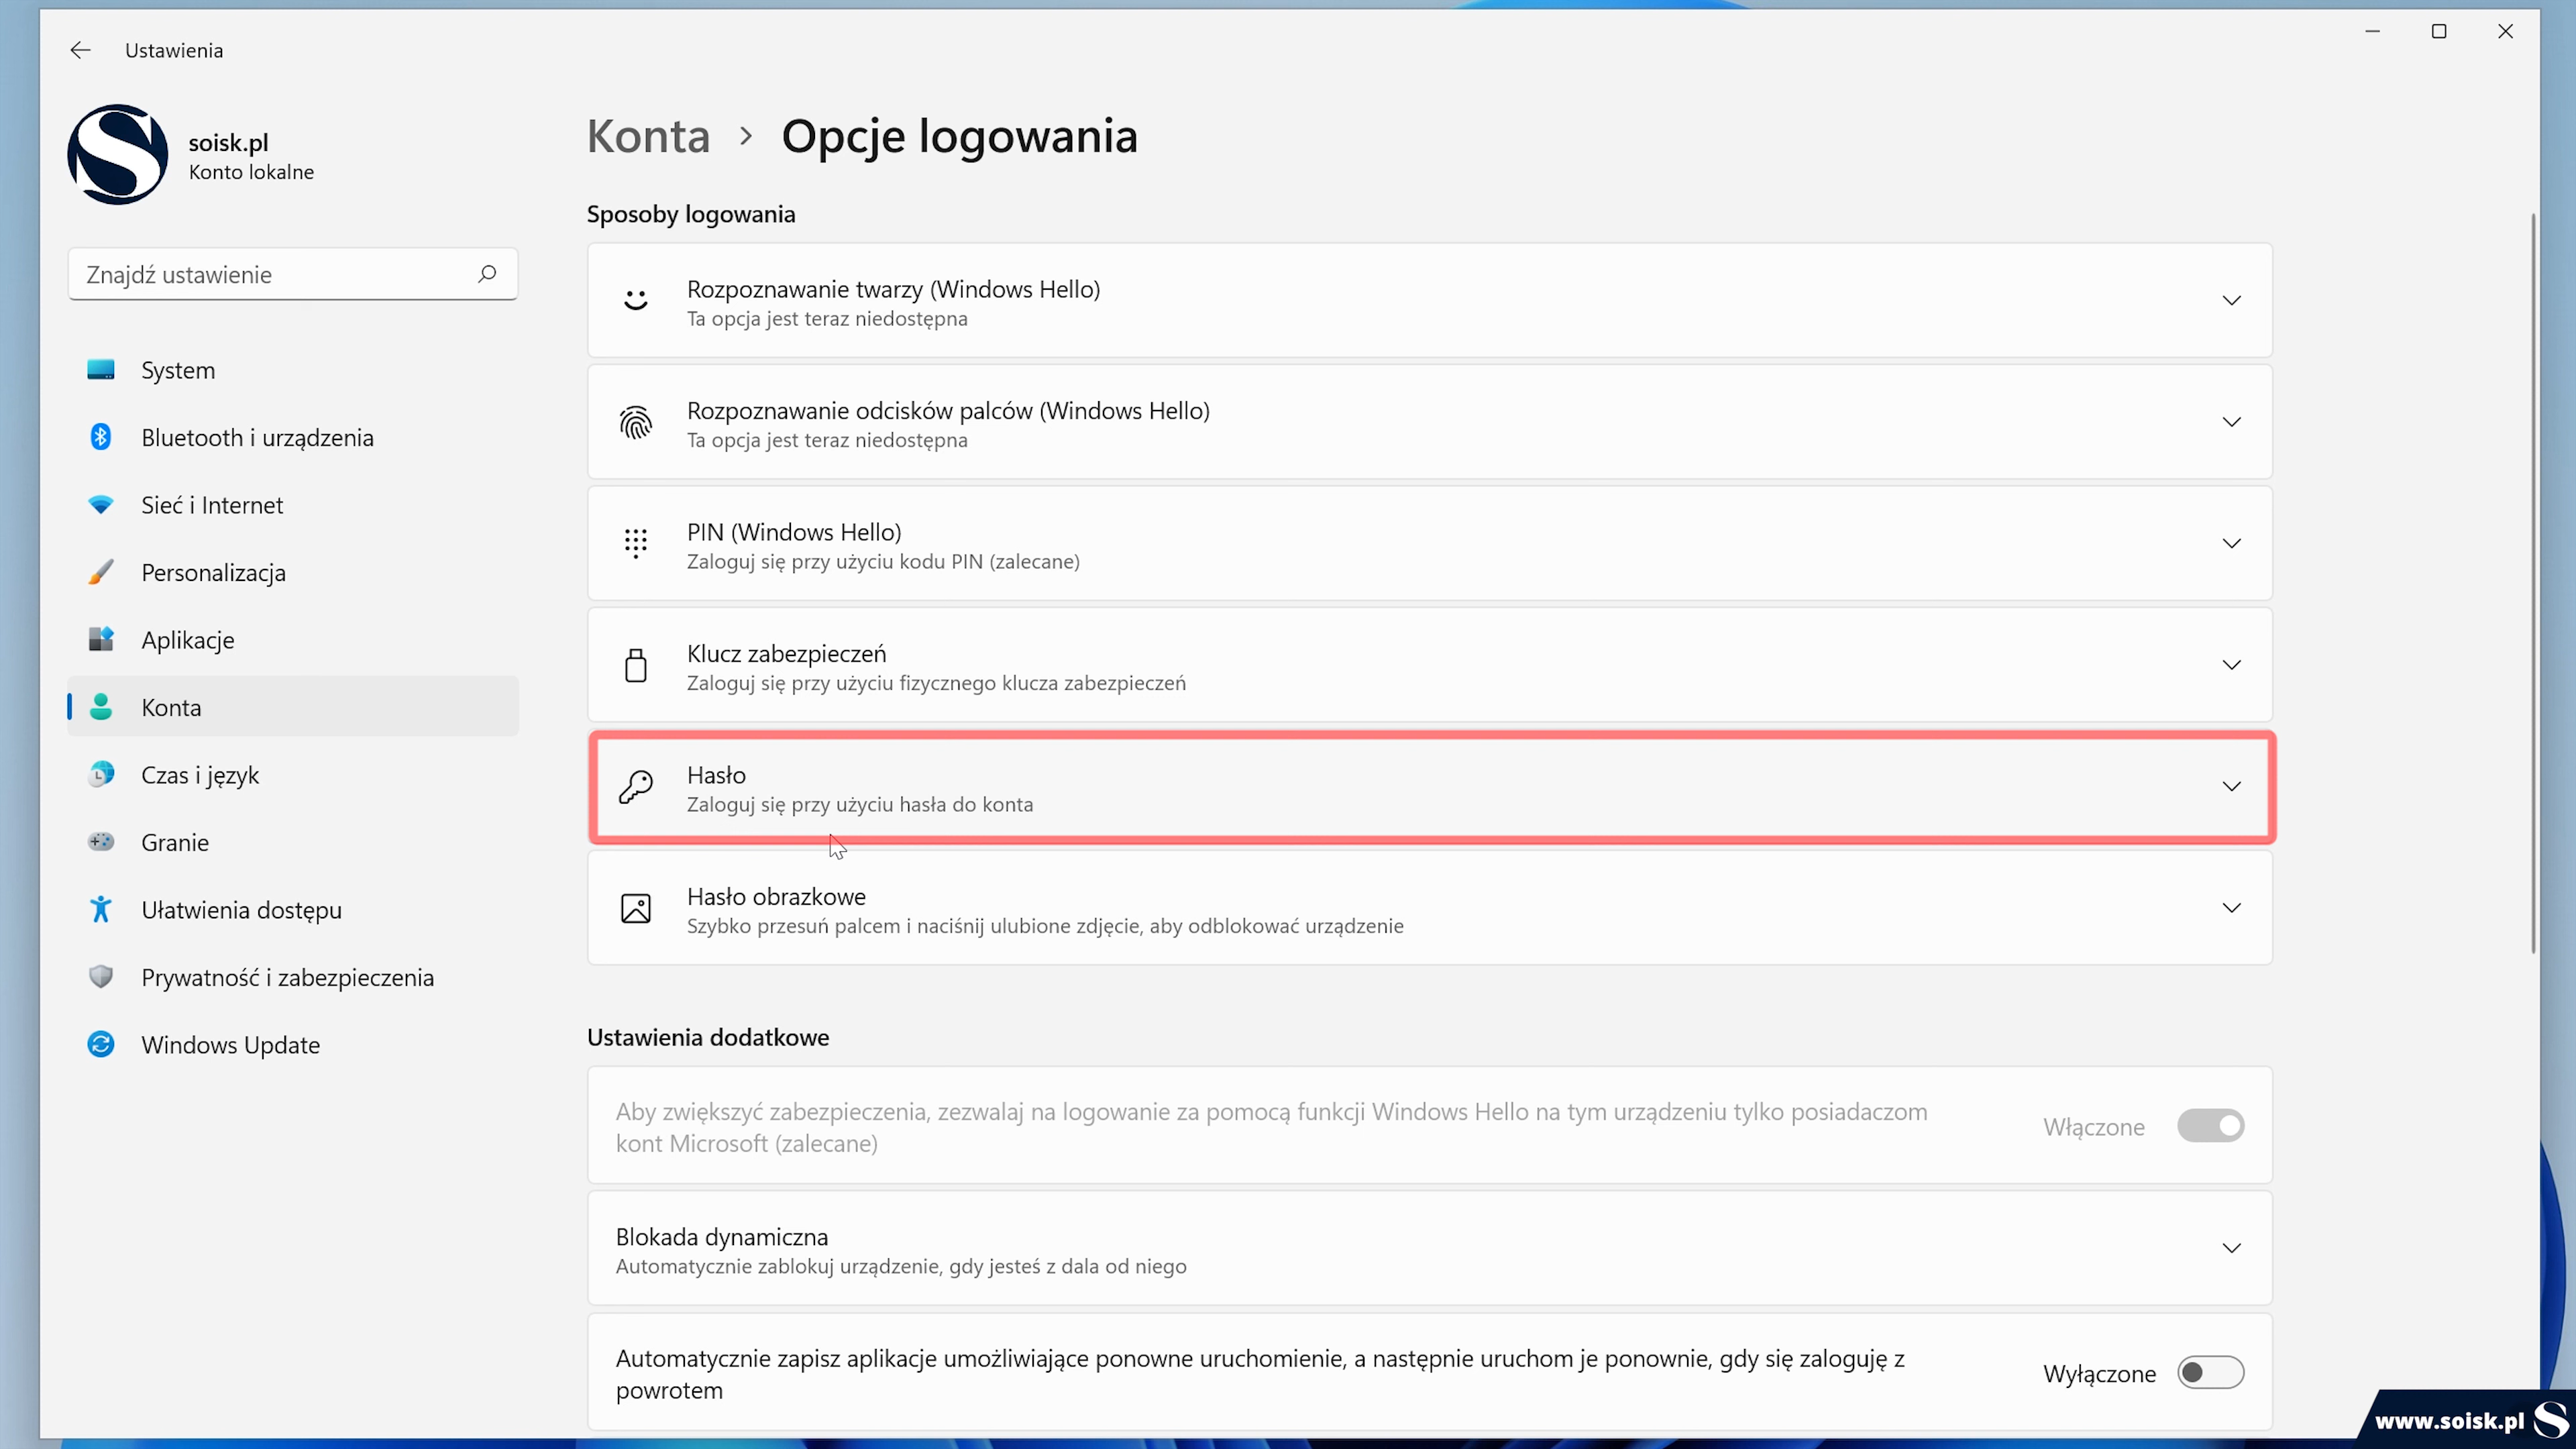 Ustawienia
soisk.pl
Konto lokalne
Znajdź ustawienie
System
Bluetooth i urządzenia
Sieć i Internet
Personalizacja
Aplikacje
Konta
Czas i język
Granie
Ułatwienia dostępu
Prywatność i zabezpieczenia
Windows Update
Konta > Opcje logowania
Sposoby logowania
Rozpoznawanie twarzy (Windows Hello)
Ta opcja jest teraz niedostępna
Rozpoznawanie odcisków palców (Windows Hello)
Ta opcja jest teraz niedostępna
PIN (Windows Hello)
Zaloguj się przy użyciu kodu PIN (zalecane)
Klucz zabezpieczeń
Zaloguj się przy użyciu fizycznego klucza zabezpieczeń
Hasło
Zaloguj się przy użyciu hasła do konta
Hasło obrazkowe
Szybko przesuń palcem i naciśnij ulubione zdjęcie, aby odblokować urządzenie
Ustawienia dodatkowe
Aby zwiększyć zabezpieczenia, zezwalaj na logowanie za pomocą funkcji Windows Hello na tym urządzeniu tylko posiadaczom
kont Microsoft (zalecane)
Włączone
Blokada dynamiczna
Automatycznie zablokuj urządzenie, gdy jesteś z dala od niego
Automatycznie zapisz aplikacje umożliwiające ponowne uruchomienie, a następnie uruchom je ponownie, gdy się zaloguję z
powrotem
Wyłączone
www.soisk.pl